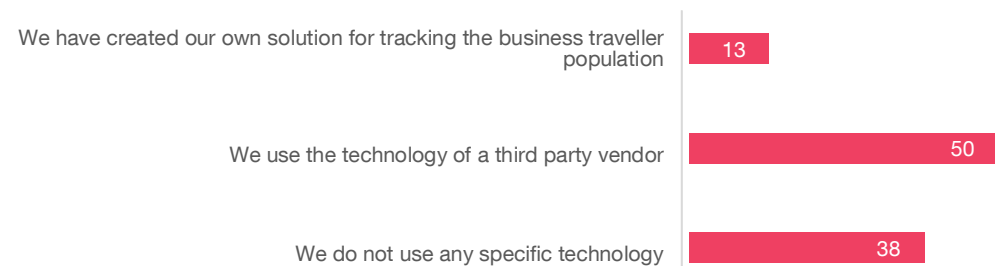 We have created our own solution for tracking the business traveller
population
13
We use the technology of a third party vendor
50
We do not use any specific technology
38